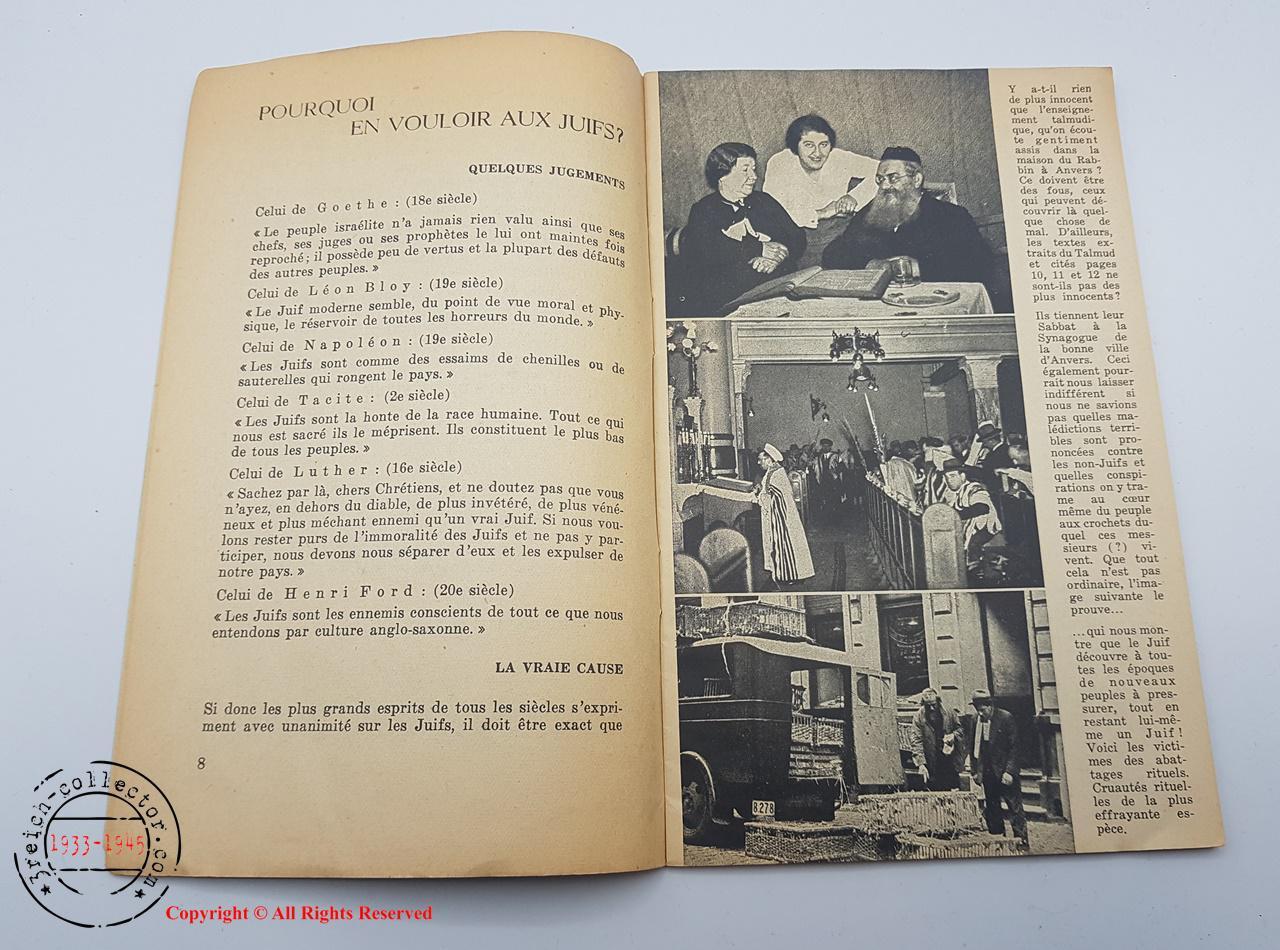 POURQUOI
EN VOULOIR AUX JUIFS?
QUELQUES JUGEMENTS
Celui de Goethe : (18e siècle)
« Le peuple israélite n'a jamais rien valu ainsi que ses
chefs, ses juges ou ses prophètes le lui ont maintes fois
reproché; il possède peu de vertus et la plupart des défauts
des autres peuples. »
Celui de Léon Bloy : (19e siècle)
« Le Juif moderne semble, du point de vue moral et phy-
sique, le réservoir de toutes les horreurs du monde. »
Celui de Napoléon : (19e siècle)
« Les Juifs sont comme des essaims de chenilles ou de
sauterelles qui rongent le pays. »
Celui de Tacite : (2e siècle)
« Les Juifs sont la honte de la race humaine. Tout ce qui
nous est sacré ils le méprisent. Ils constituent le plus bas
de tous les peuples. »
Celui de Luther : (16e siècle)
« Sachez par là, chers Chrétiens, et ne doutez pas que vous
n'ayez, en dehors du diable, de plus invétéré, de plus véné-
neux et plus méchant ennemi qu'un vrai Juif. Si nous vou-
lons rester purs de l'immoralité des Juifs et ne pas y par-
ticiper, nous devons nous séparer d'eux et les expulser de
notre pays. »
Celui de Henri Ford : (20e siècle)
« Les Juifs sont les ennemis conscients de tout ce que nous
entendons par culture anglo-saxonne. »
LA VRAIE CAUSE
Si donc les plus grands esprits de tous les siècles s'expri-
ment avec unanimité sur les Juifs, il doit être exact que
8
Y a-t-il rien
de plus innocent
que l'enseigne-
ment talmudi-
que, qu'on écou-
te gentiment
assis dans la
maison du Rab-
bin à Anvers ?
Ce doivent être
des fous, ceux
qui peuvent dé-
couvrir là quel-
que chose de
mal. D'ailleurs,
les textes ex-
traits du Talmud
et cités pages
10, 11 et 12 ne
sont-ils pas des
plus innocents?
Ils tiennent leur
Sabbat à la
Synagogue de
la bonne ville
d'Anvers. Ceci
également pour-
rait nous laisser
indifférent si
nous ne savions
pas quelles ma-
lédictions terri-
bles sont pro-
noncées contre
les non-Juifs et
quelles conspi-
rations on y tra-
me au cœur
même du peuple
aux crochets du-
quel ces mes-
sieurs (?) vi-
vent. Que tout
cela n'est pas
ordinaire, l'ima-
ge suivante le
prouve...
...qui nous mon-
tre que le Juif
découvre à tou-
tes les époques
de nouveaux
peuples à pres-
surer, tout en
restant lui-mê-
me un Juif!
Voici les victi-
mes des abat-
tages rituels.
Cruautés rituel-
les de la plus
effrayante es-
pèce.
8278
3reich-collector.com
1933-1945
Copyright © All Rights Reserved